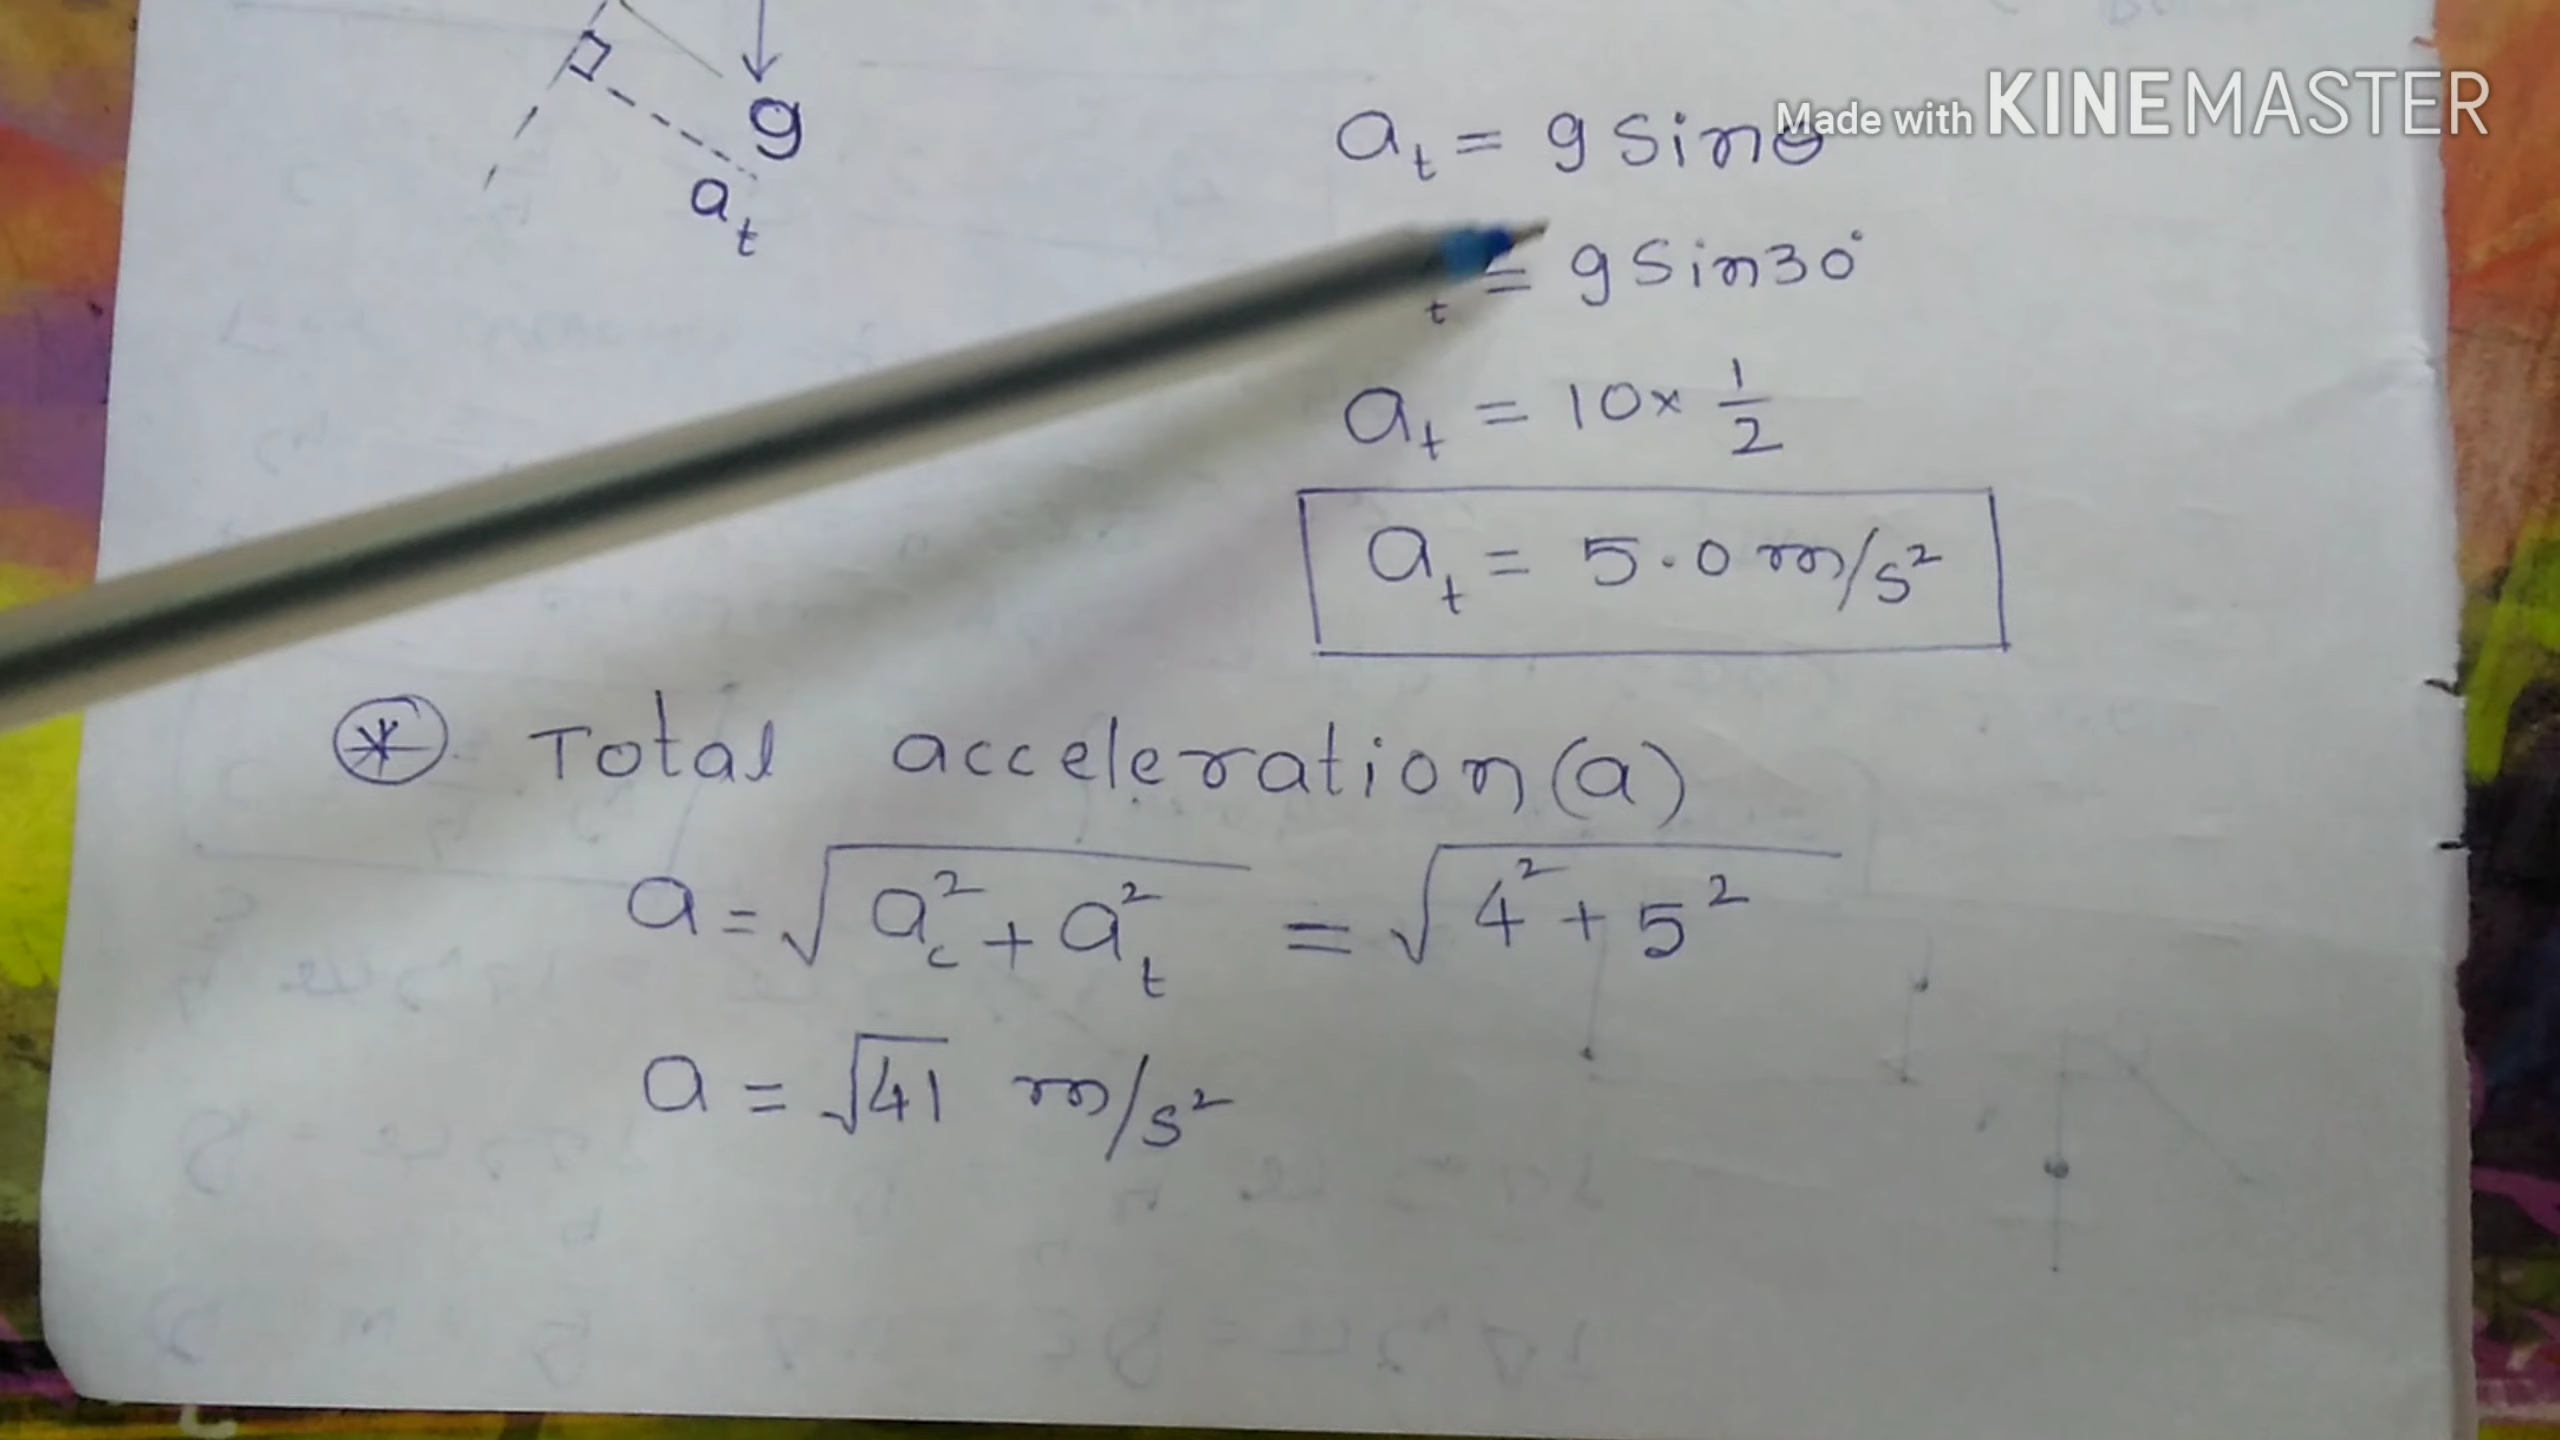 g
a_t
Made with KINEMASTER
a_t = g sinθ
t = g sin30°
a_t = 10 × 1/2
a_t = 5.0 m/s²
* Total acceleration (a)
a = √(a_c² + a_t²) = √(4² + 5²)
a = √41 m/s²